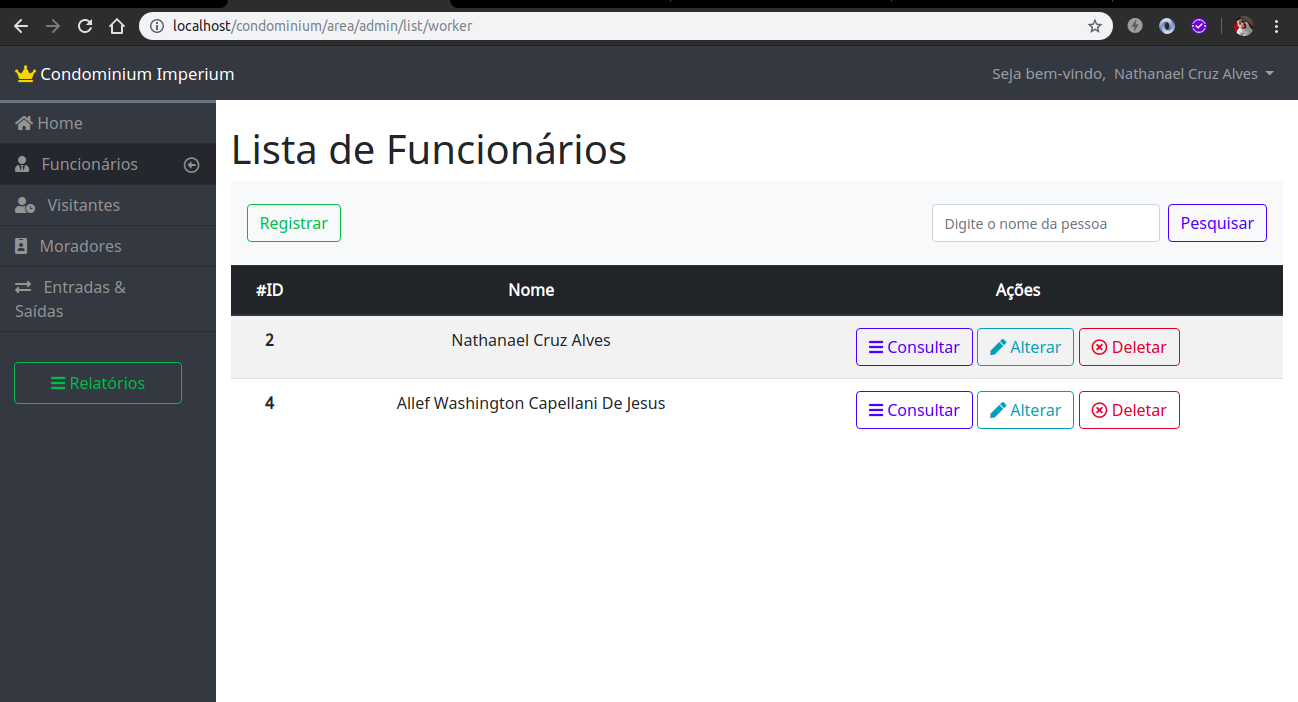 localhost/condominium/area/admin/list/worker
Condominium Imperium
Seja bem-vindo, Nathanael Cruz Alves
Home
Funcionários
Visitantes
Moradores
Entradas &
Saídas
Relatórios
Lista de Funcionários
Registrar
Digite o nome da pessoa
Pesquisar
#ID Nome Ações
2 Nathanael Cruz Alves Consultar Alterar Deletar
4 Allef Washington Capellani De Jesus Consultar Alterar Deletar